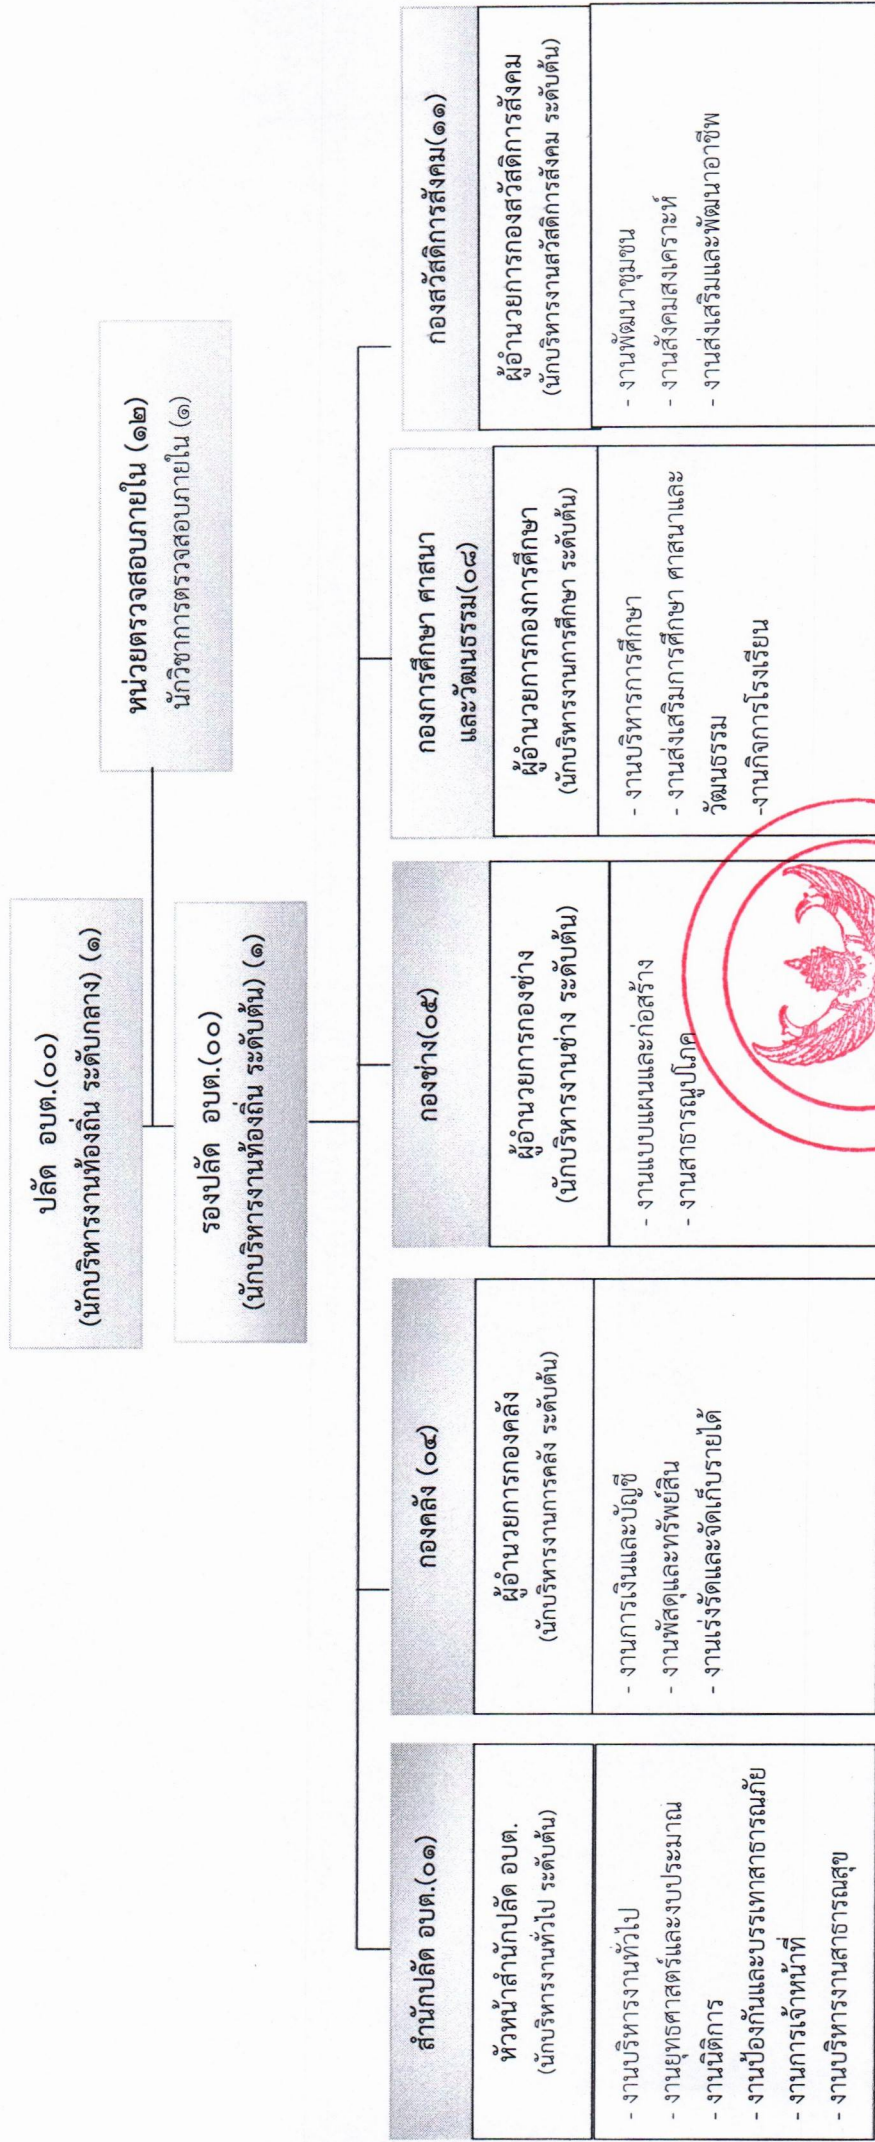 ปลัด อบต.(๐๐)
(นักบริหารงานท้องถิ่น ระดับกลาง) (๑)
หน่วยตรวจสอบภายใน (๑๒)
นักวิชาการตรวจสอบภายใน (๑)
รองปลัด อบต.(๐๐)
(นักบริหารงานท้องถิ่น ระดับต้น) (๑)
สำนักปลัด อบต.(๐๑)
หัวหน้าสำนักปลัด อบต.
(นักบริหารงานทั่วไป ระดับต้น)
- งานบริหารงานทั่วไป
- งานยุทธศาสตร์และงบประมาณ
- งานนิติการ
- งานป้องกันและบรรเทาสาธารณภัย
- งานการเจ้าหน้าที่
- งานบริหารงานสาธารณสุข
กองคลัง (๐๔)
ผู้อำนวยการกองคลัง
(นักบริหารงานการคลัง ระดับต้น)
- งานการเงินและบัญชี
- งานพัสดุและทรัพย์สิน
- งานเร่งรัดและจัดเก็บรายได้
กองช่าง(๐๕)
ผู้อำนวยการกองช่าง
(นักบริหารงานช่าง ระดับต้น)
- งานแบบแผนและก่อสร้าง
- งานสาธารณูปโภค
กองการศึกษา ศาสนา
และวัฒนธรรม(๐๘)
ผู้อำนวยการกองการศึกษา
(นักบริหารงานการศึกษา ระดับต้น)
- งานบริหารการศึกษา
- งานส่งเสริมการศึกษา ศาสนาและ
วัฒนธรรม
-งานกิจการโรงเรียน
กองสวัสดิการสังคม(๑๑)
ผู้อำนวยการกองสวัสดิการสังคม
(นักบริหารงานสวัสดิการสังคม ระดับต้น)
- งานพัฒนาชุมชน
- งานสังคมสงเคราะห์
- งานส่งเสริมและพัฒนาอาชีพ